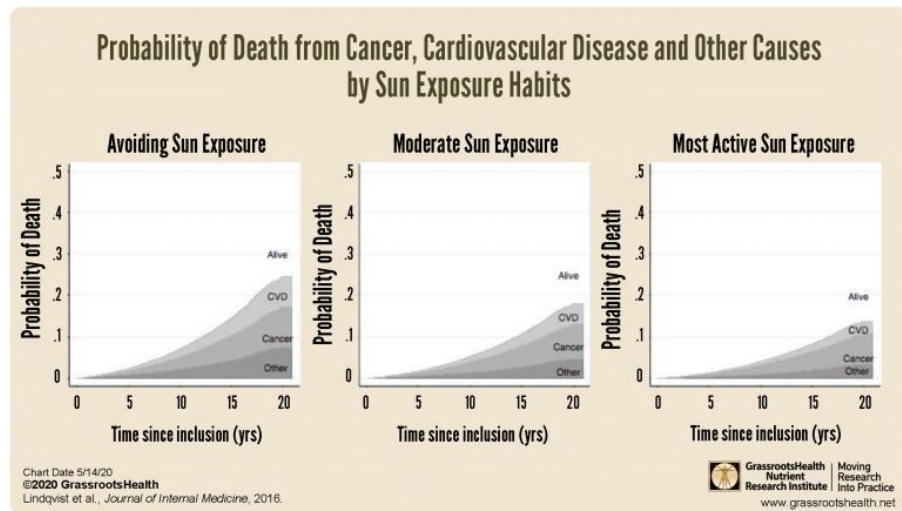 Probability of Death from Cancer, Cardiovascular Disease and Other Causes
by Sun Exposure Habits
Avoiding Sun Exposure
Probability of Death
.5
.4
.3
.2
.1
0
Alive
CVD
Cancer
Other
0 5 10 15 20
Time since inclusion (yrs)
Moderate Sun Exposure
Probability of Death
.5
.4
.3
.2
.1
0
Alive
CVD
Cancer
Other
0 5 10 15 20
Time since inclusion (yrs)
Most Active Sun Exposure
Probability of Death
.5
.4
.3
.2
.1
0
Alive
CVD
Cancer
Other
0 5 10 15 20
Time since inclusion (yrs)
Chart Date 5/14/20
©2020 GrassrootsHealth
Lindqvist et al., Journal of Internal Medicine, 2016.
GrassrootsHealth
Nutrient
Research Institute
Moving
Research
Into Practice
www.grassrootshealth.net